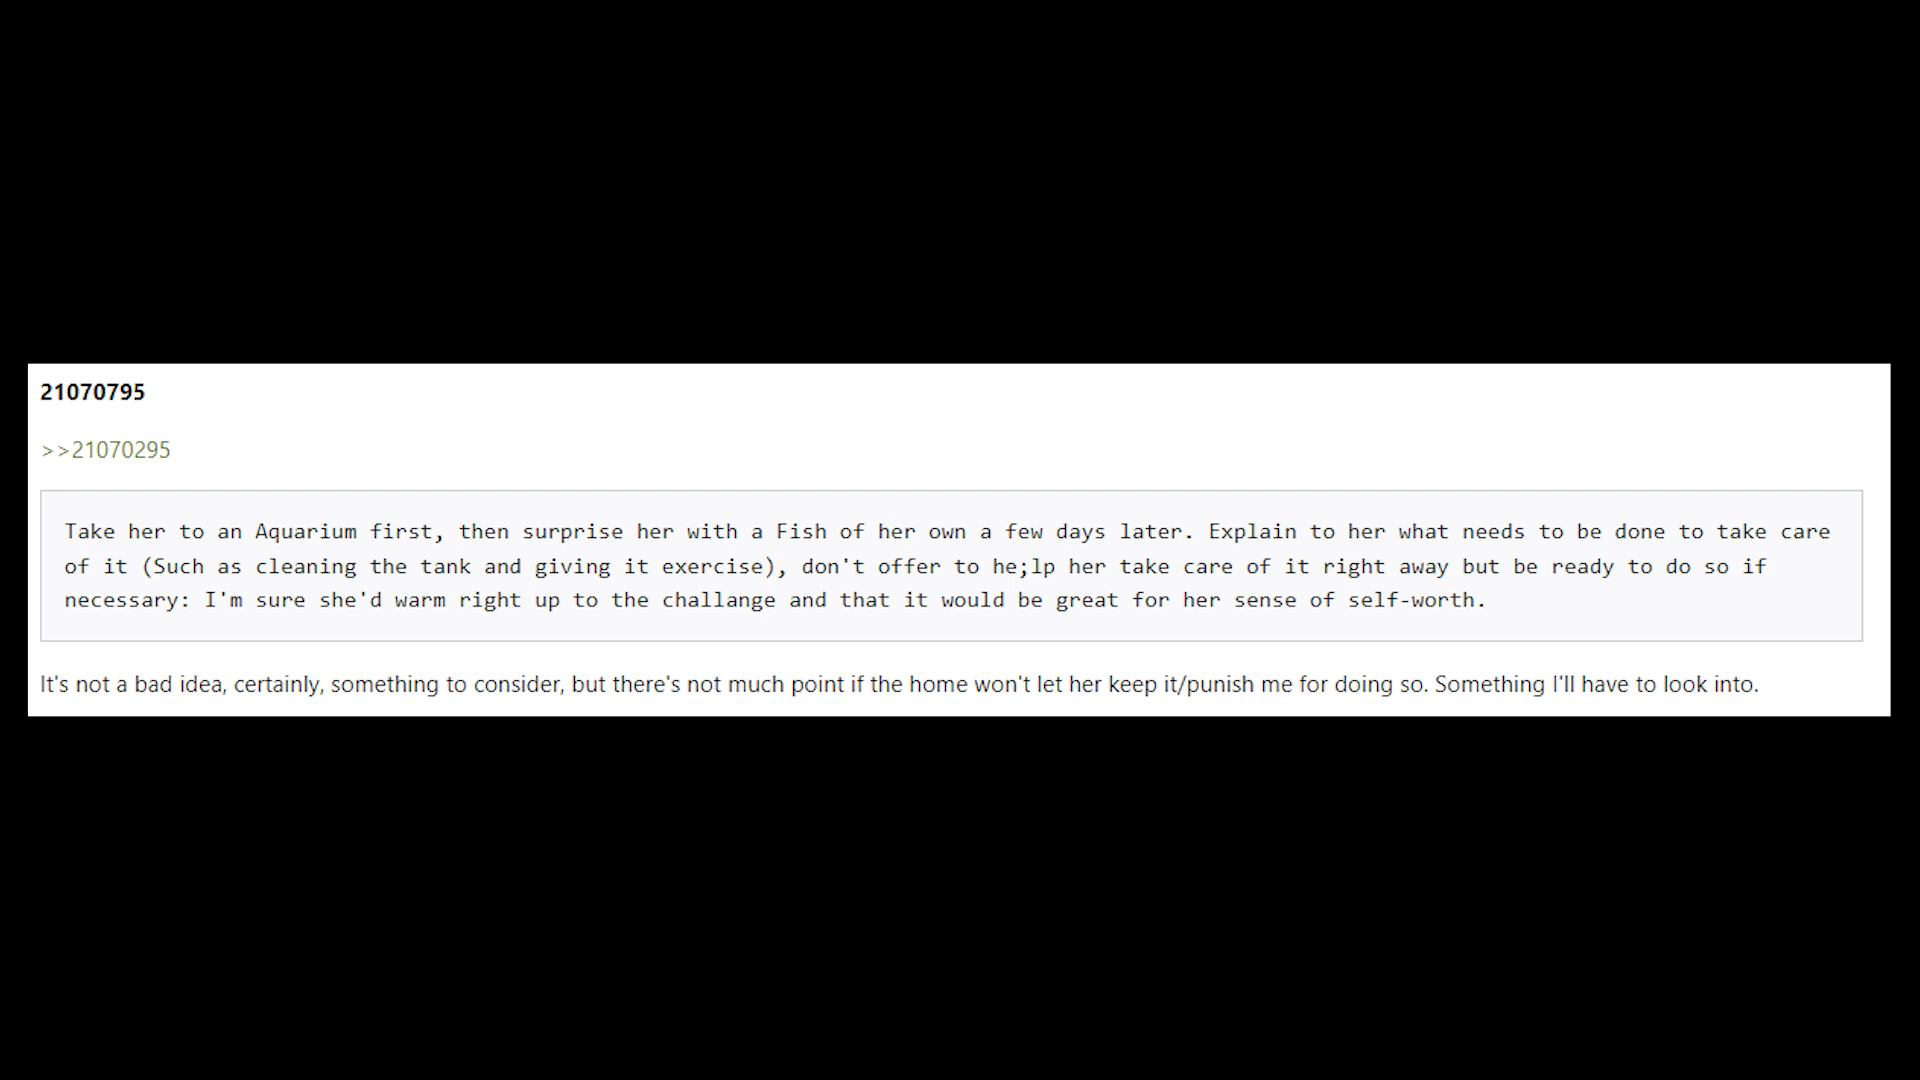 21070795
>>21070295
Take her to an Aquarium first, then surprise her with a Fish of her own a few days later. Explain to her what needs to be done to take care
of it (Such as cleaning the tank and giving it exercise), don't offer to he;lp her take care of it right away but be ready to do so if
necessary: I'm sure she'd warm right up to the challange and that it would be great for her sense of self-worth.
It's not a bad idea, certainly, something to consider, but there's not much point if the home won't let her keep it/punish me for doing so. Something I'll have to look into.